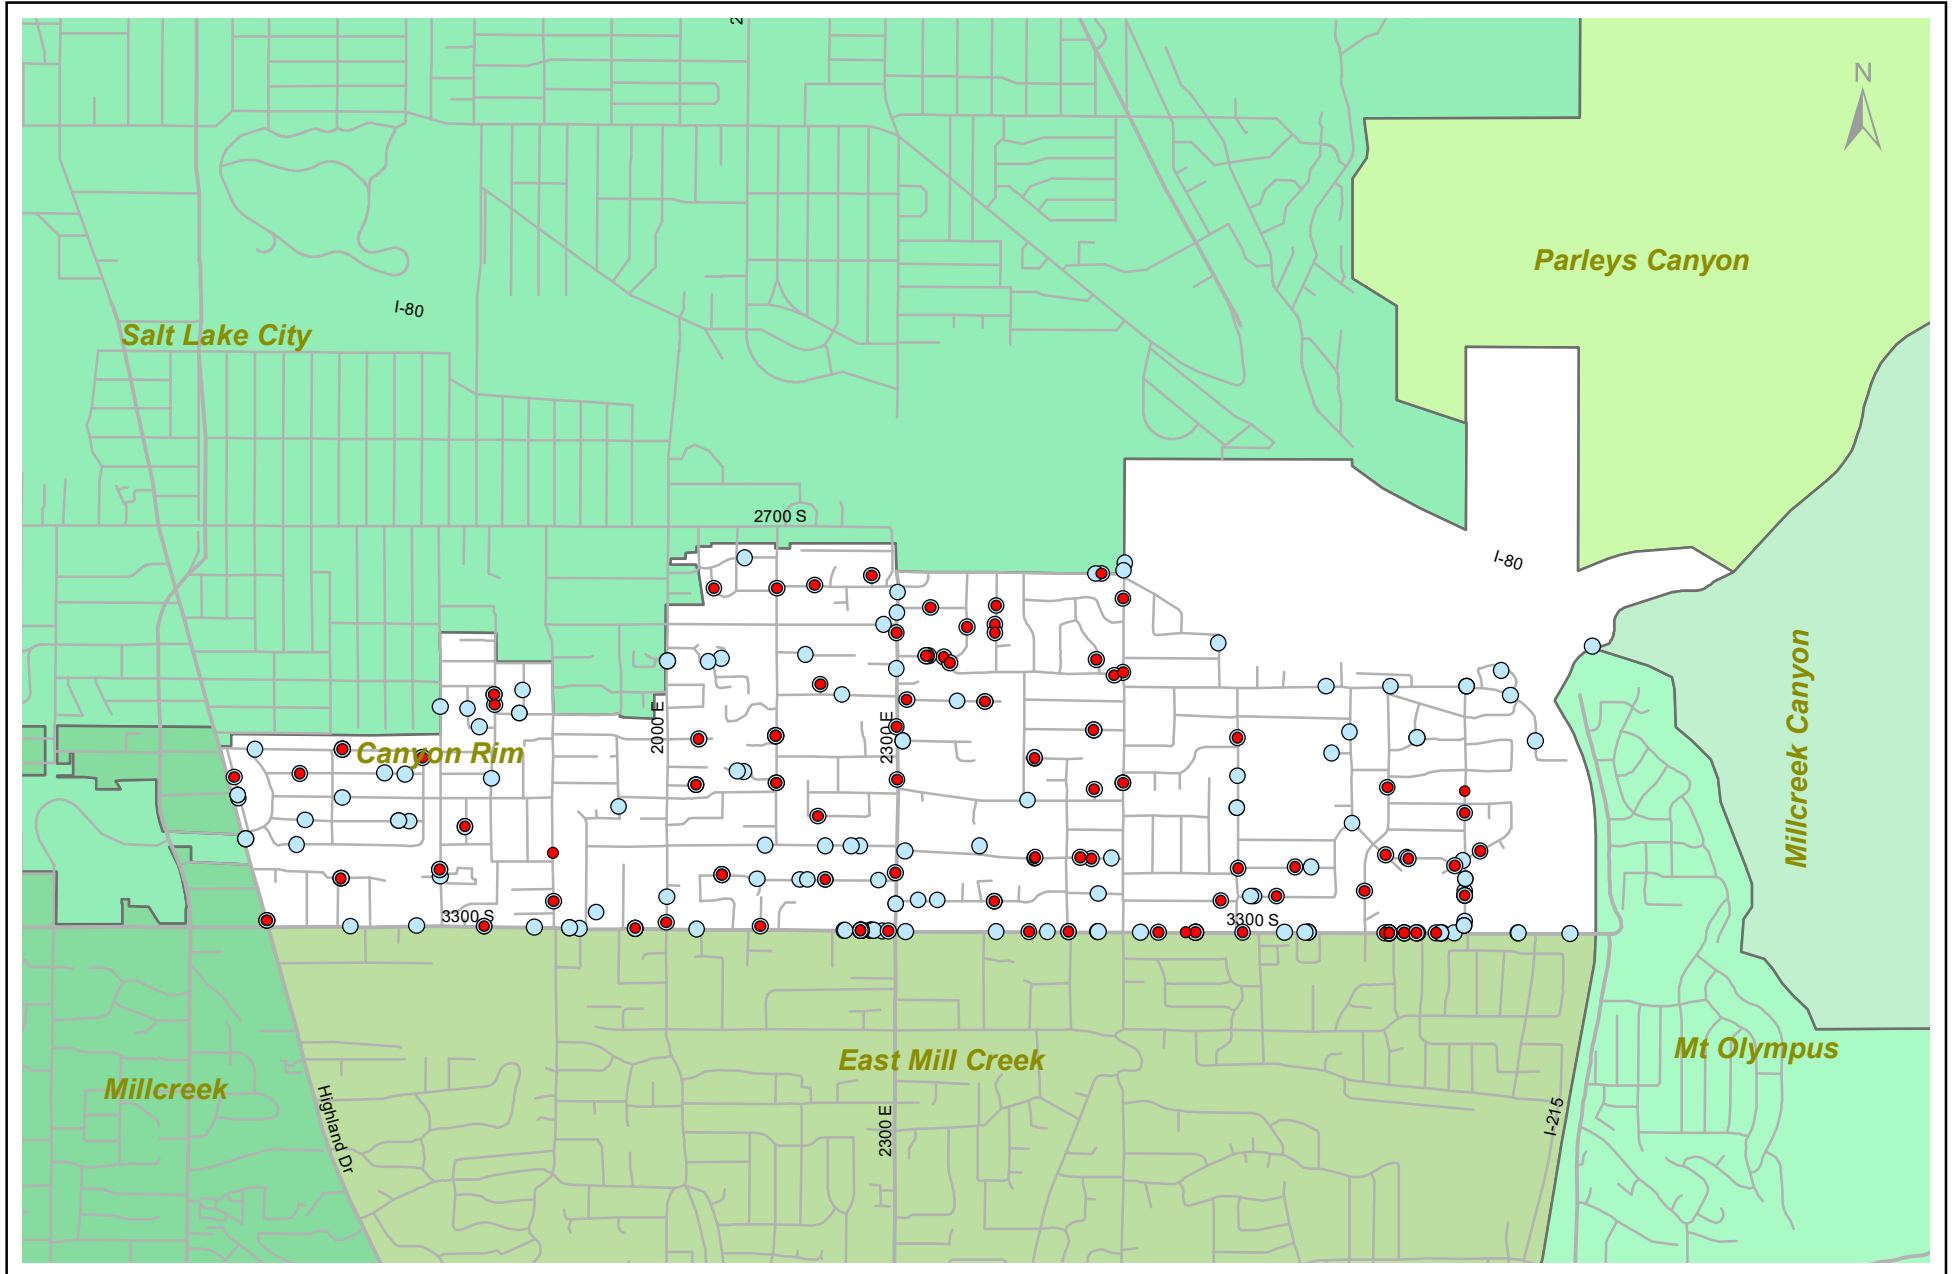 N
Parleys Canyon
I-80
Salt Lake City
2700 S
I-80
2000 E
2300 E
Canyon Rim
Millcreek Canyon
3300 S
3300 S
East Mill Creek
Mt Olympus
Millcreek
Highland Dr
2300 E
I-215